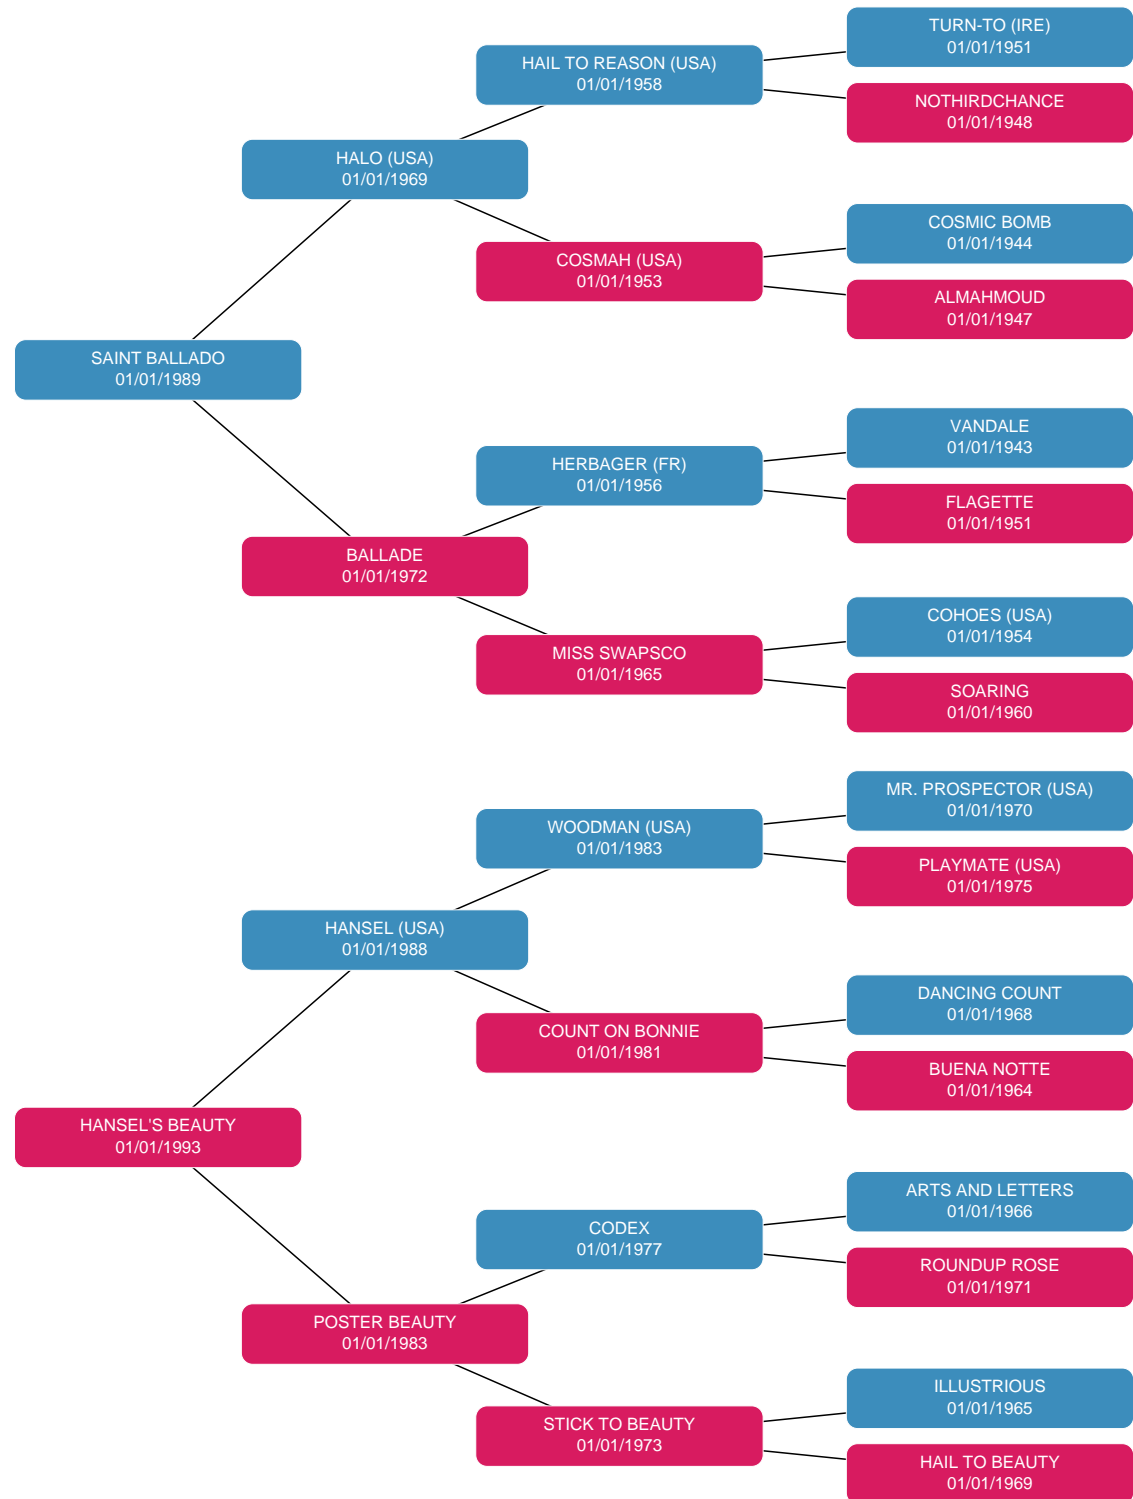 TURN-TO (IRE)
01/01/1951
HAIL TO REASON (USA)
01/01/1958
NOTHIRDCHANCE
01/01/1948
HALO (USA)
01/01/1969
COSMIC BOMB
01/01/1944
COSMAH (USA)
01/01/1953
ALMAHMOUD
01/01/1947
SAINT BALLADO
01/01/1989
VANDALE
01/01/1943
HERBAGER (FR)
01/01/1956
FLAGETTE
01/01/1951
BALLADE
01/01/1972
COHOES (USA)
01/01/1954
MISS SWAPSCO
01/01/1965
SOARING
01/01/1960
MR. PROSPECTOR (USA)
01/01/1970
WOODMAN (USA)
01/01/1983
PLAYMATE (USA)
01/01/1975
HANSEL (USA)
01/01/1988
DANCING COUNT
01/01/1968
COUNT ON BONNIE
01/01/1981
BUENA NOTTE
01/01/1964
HANSEL'S BEAUTY
01/01/1993
ARTS AND LETTERS
01/01/1966
CODEX
01/01/1977
ROUNDUP ROSE
01/01/1971
POSTER BEAUTY
01/01/1983
ILLUSTRIOUS
01/01/1965
STICK TO BEAUTY
01/01/1973
HAIL TO BEAUTY
01/01/1969